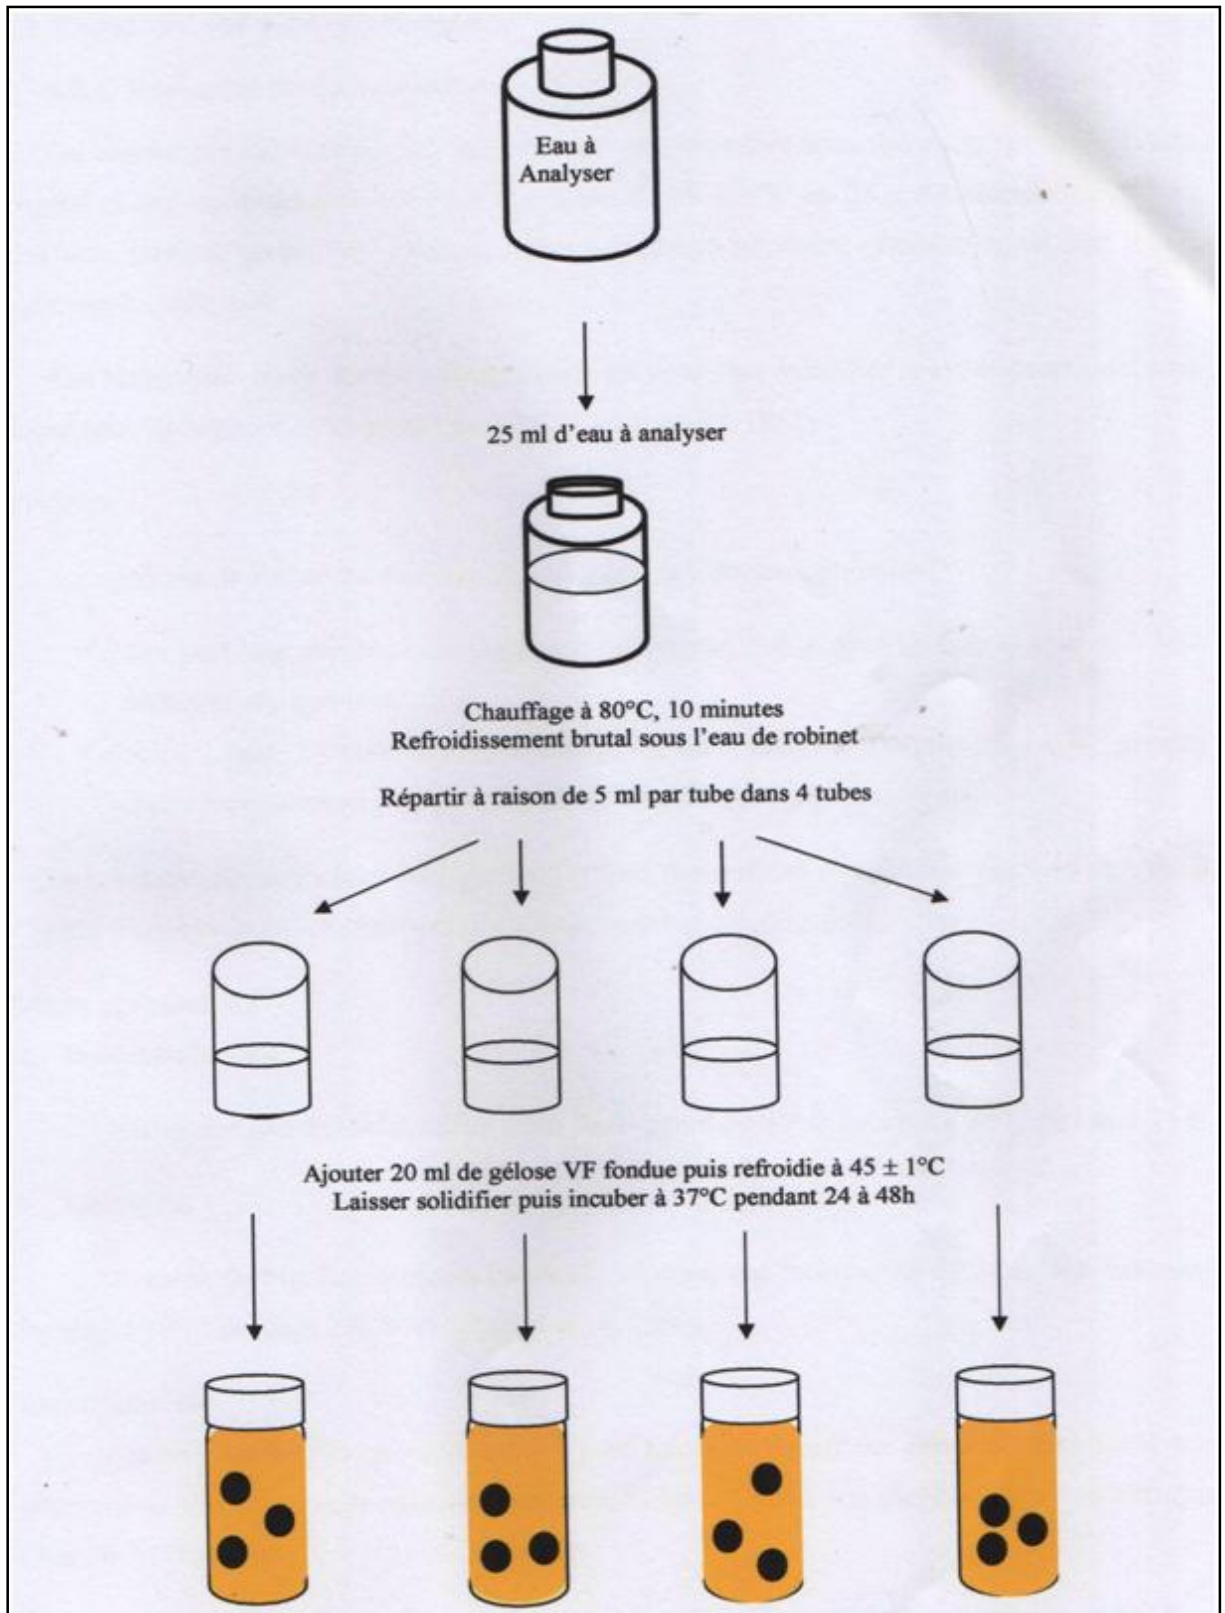 Eau à
Analyser
25 ml d’eau à analyser
Chauffage à 80°C, 10 minutes
Refroidissement brutal sous l’eau de robinet
Répartir à raison de 5 ml par tube dans 4 tubes
Ajouter 20 ml de gélose VF fondue puis refroidie à 45 ± 1°C
Laisser solidifier puis incuber à 37°C pendant 24 à 48h